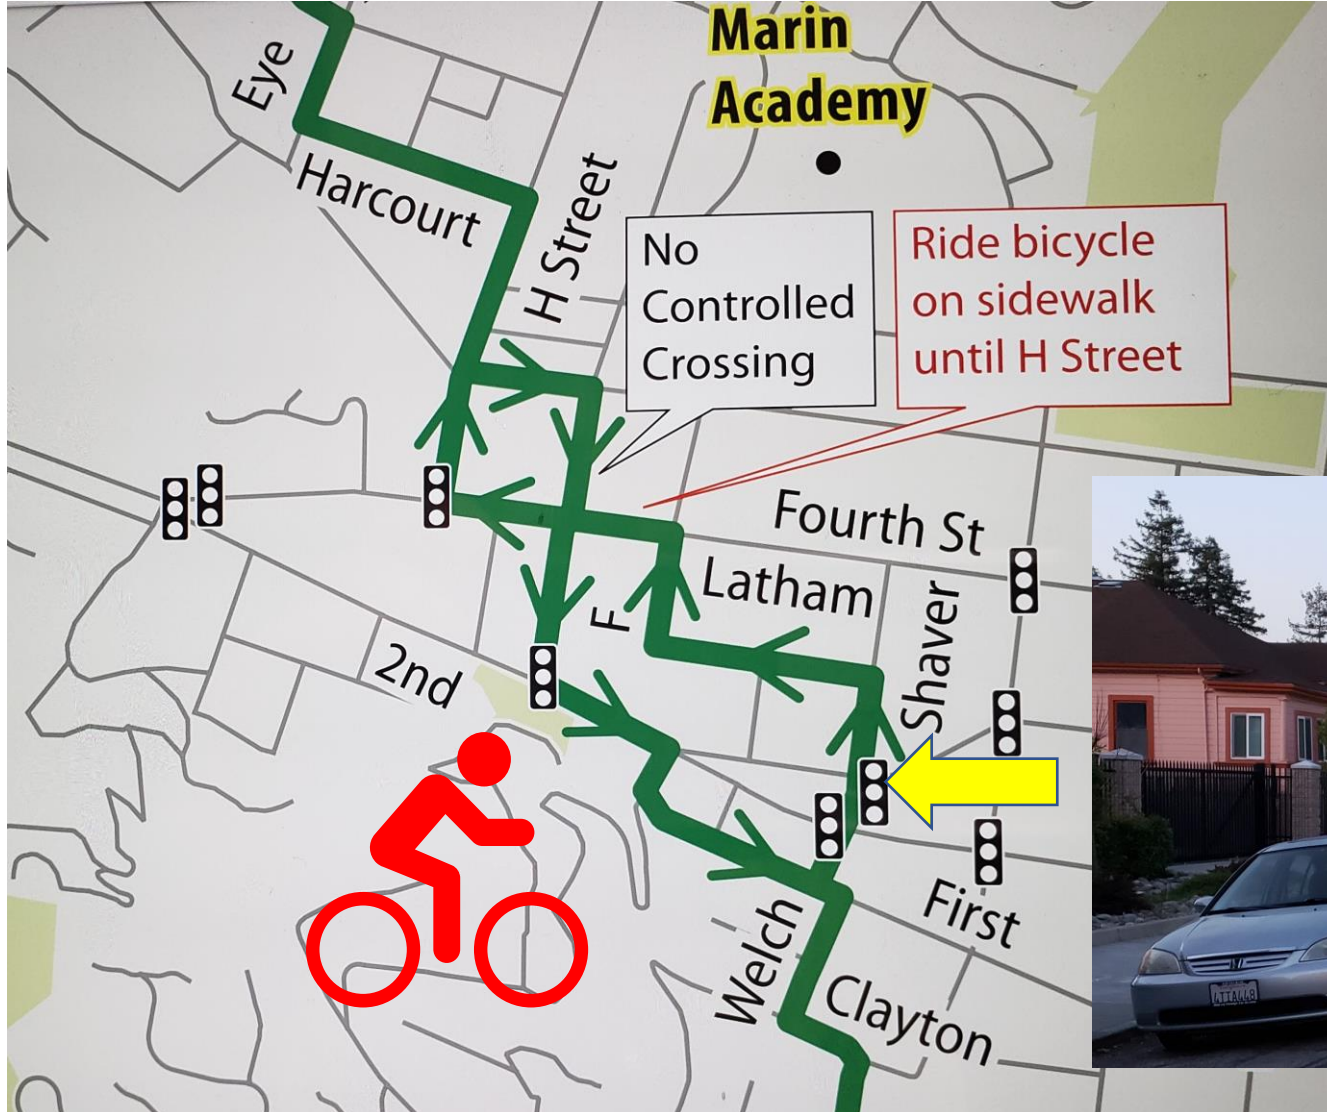 Marin
Academy
Eye
Harcourt
H Street
No
Controlled
Crossing
Ride bicycle
on sidewalk
until H Street
Fourth St
Latham
F
Shaver
2nd
First
Welch
Clayton